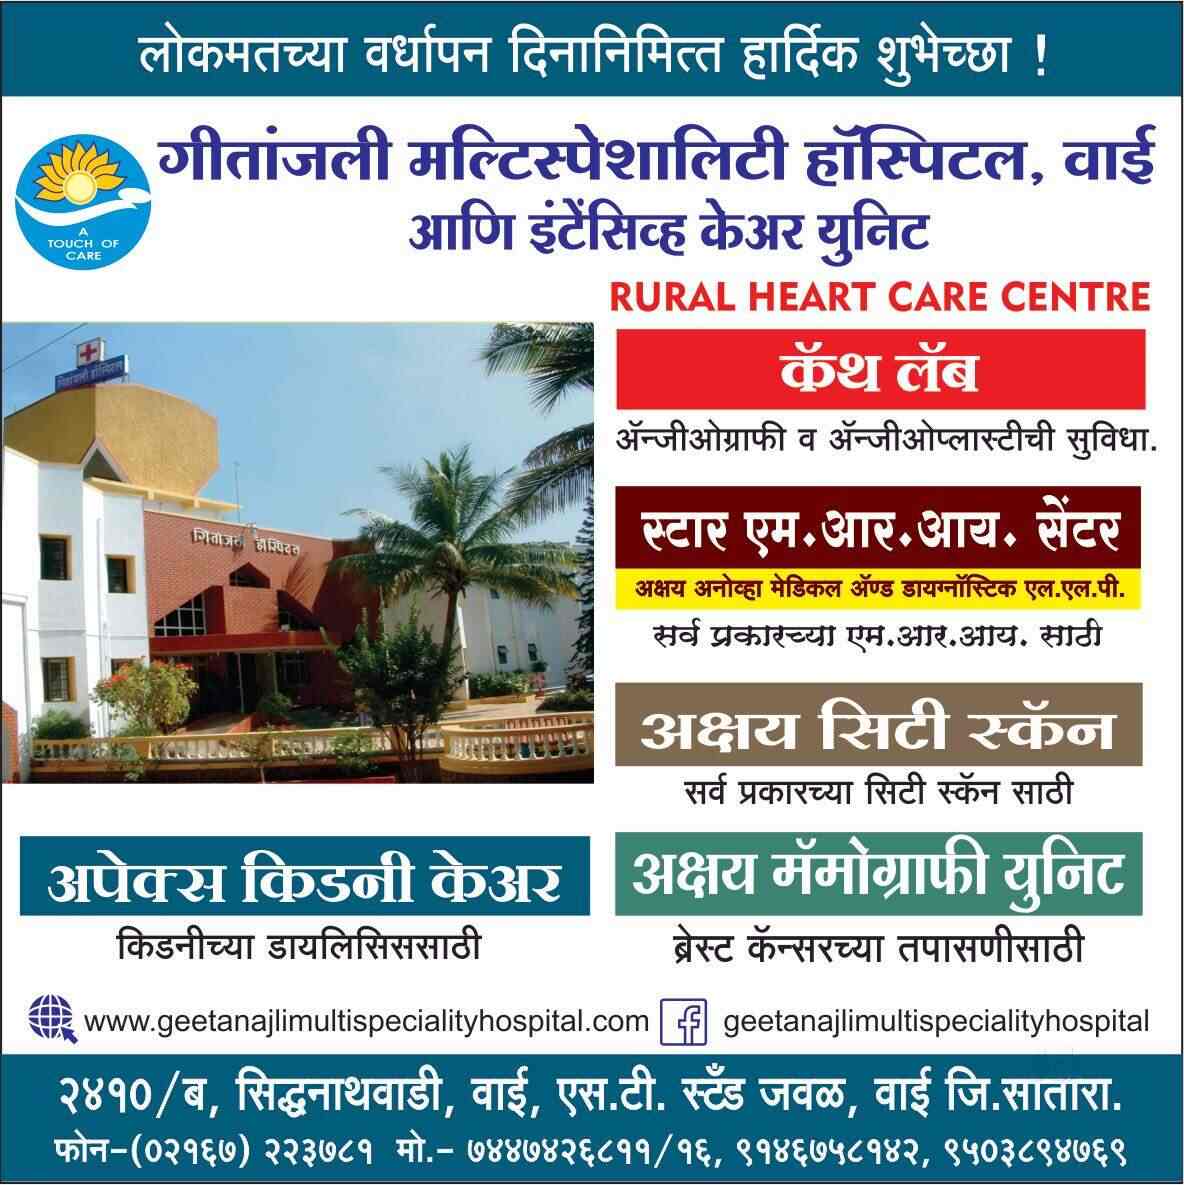 लोकमतच्या वर्धापन दिनानिमित्त हार्दिक शुभेच्छा !
गीतांजली मल्टिस्पेशालिटी हॉस्पिटल, वाई
आणि इंटेंसिव्ह केअर युनिट
A
TOUCH OF
CARE
RURAL HEART CARE CENTRE
कॅथ लॅब
ॲन्जीओग्राफी व ॲन्जीओप्लास्टीची सुविधा.
गितांजली हॉस्पिटल
गितांजली हॉस्पिटल
स्टार एम.आर.आय. सेंटर
अक्षय अनोव्हा मेडिकल ॲण्ड डायग्नॉस्टिक एल.एल.पी.
सर्व प्रकारच्या एम.आर.आय. साठी
अक्षय सिटी स्कॅन
सर्व प्रकारच्या सिटी स्कॅन साठी
अपेक्स किडनी केअर
किडनीच्या डायलिसिससाठी
अक्षय मॅमोग्राफी युनिट
ब्रेस्ट कॅन्सरच्या तपासणीसाठी
www.geetanajlimultispecialityhospital.com f geetanajlimultispecialityhospital
२४१०/ब, सिद्धनाथवाडी, वाई, एस.टी. स्टँड जवळ, वाई जि.सातारा.
फोन-(०२१६७) २२३७८१ मो.- ७४४७४२६८११/१६, ९१४६७५८१४२, ९५०३८९४७६९